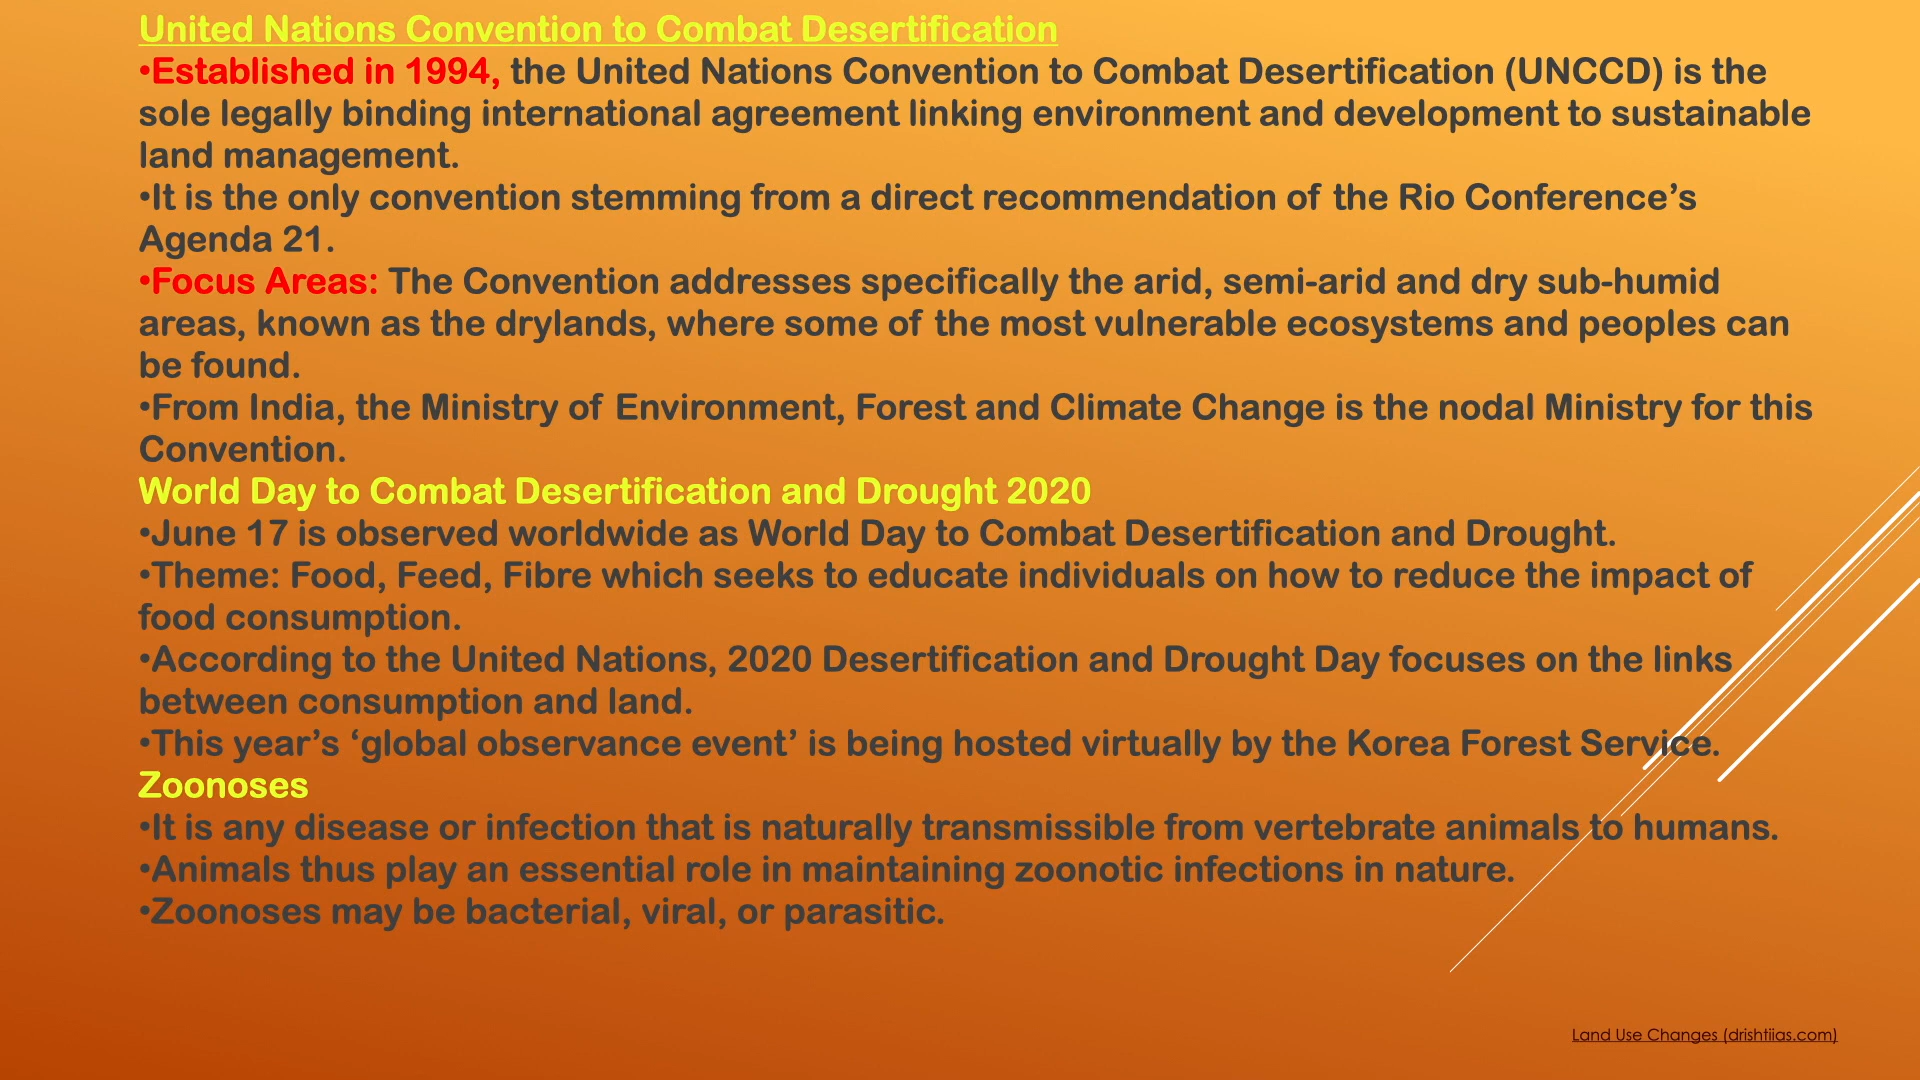 United Nations Convention to Combat Desertification
•Established in 1994, the United Nations Convention to Combat Desertification (UNCCD) is the
sole legally binding international agreement linking environment and development to sustainable
land management.
•It is the only convention stemming from a direct recommendation of the Rio Conference’s
Agenda 21.
•Focus Areas: The Convention addresses specifically the arid, semi-arid and dry sub-humid
areas, known as the drylands, where some of the most vulnerable ecosystems and peoples can
be found.
•From India, the Ministry of Environment, Forest and Climate Change is the nodal Ministry for this
Convention.
World Day to Combat Desertification and Drought 2020
•June 17 is observed worldwide as World Day to Combat Desertification and Drought.
•Theme: Food, Feed, Fibre which seeks to educate individuals on how to reduce the impact of
food consumption.
•According to the United Nations, 2020 Desertification and Drought Day focuses on the links
between consumption and land.
•This year’s ‘global observance event’ is being hosted virtually by the Korea Forest Service.
Zoonoses
•It is any disease or infection that is naturally transmissible from vertebrate animals to humans.
•Animals thus play an essential role in maintaining zoonotic infections in nature.
•Zoonoses may be bacterial, viral, or parasitic.
Land Use Changes (drishtiias.com)